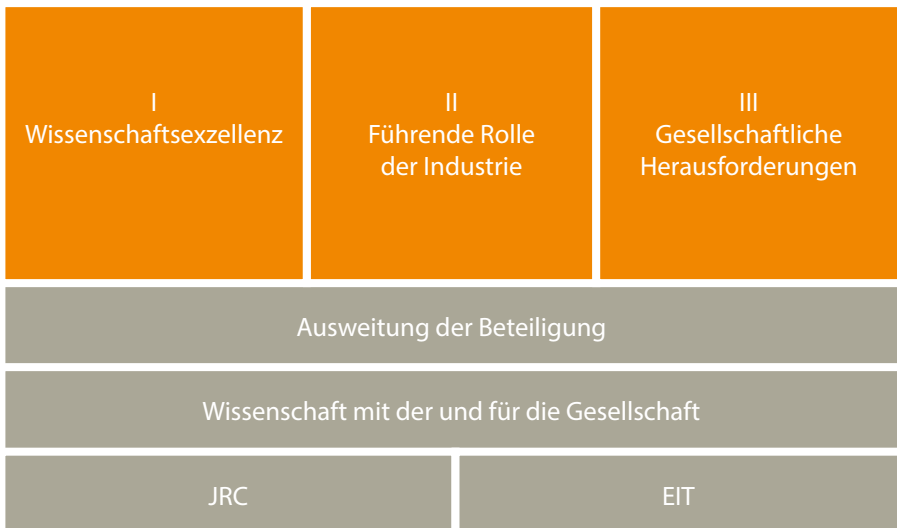 I
Wissenschaftsexzellenz
II
Führende Rolle
der Industrie
III
Gesellschaftliche
Herausforderungen
Ausweitung der Beteiligung
Wissenschaft mit der und für die Gesellschaft
JRC
EIT